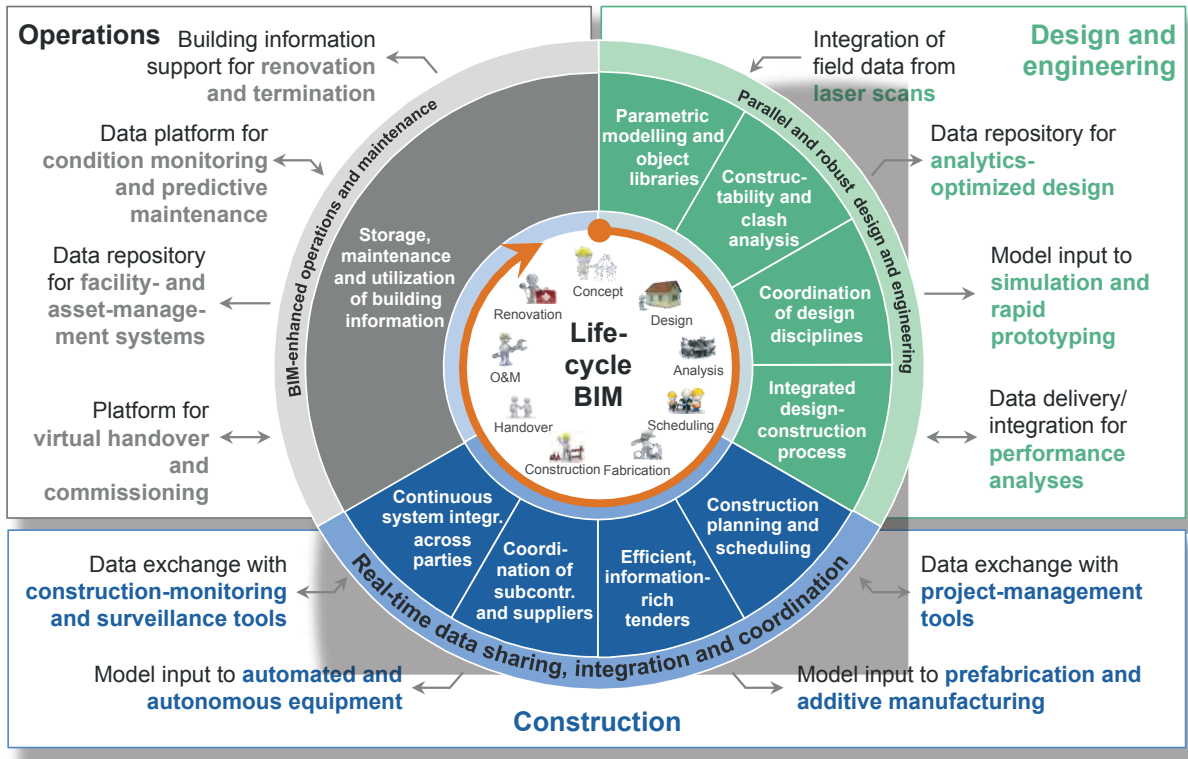 Operations
Building information
support for renovation
and termination
Data platform for
condition monitoring
and predictive
maintenance
Data repository
for facility- and
asset-manage-
ment systems
Platform for
virtual handover
and
commissioning
Design and
engineering
Integration of
field data from
laser scans
Data repository for
analytics-
optimized design
Model input to
simulation and
rapid
prototyping
Data delivery/
integration for
performance
analyses
BIM-enhanced operations and maintenance
Parallel and robust design and engineering
Real-time data sharing, integration and coordination
Storage,
maintenance
and utilization
of building
information
Parametric
modelling and
object
libraries
Construc-
tability and
clash
analysis
Coordination
of design
disciplines
Integrated
design-
construction
process
Construction
planning and
scheduling
Efficient,
information-
rich
tenders
Coordi-
nation of
subcontr.
and suppliers
Continuous
system integr.
across
parties
Life-
cycle
BIM
Concept
Design
Analysis
Scheduling
Fabrication
Construction
Handover
O&M
Renovation
Data exchange with
construction-monitoring
and surveillance tools
Model input to automated and
autonomous equipment
Data exchange with
project-management
tools
Model input to prefabrication and
additive manufacturing
Construction